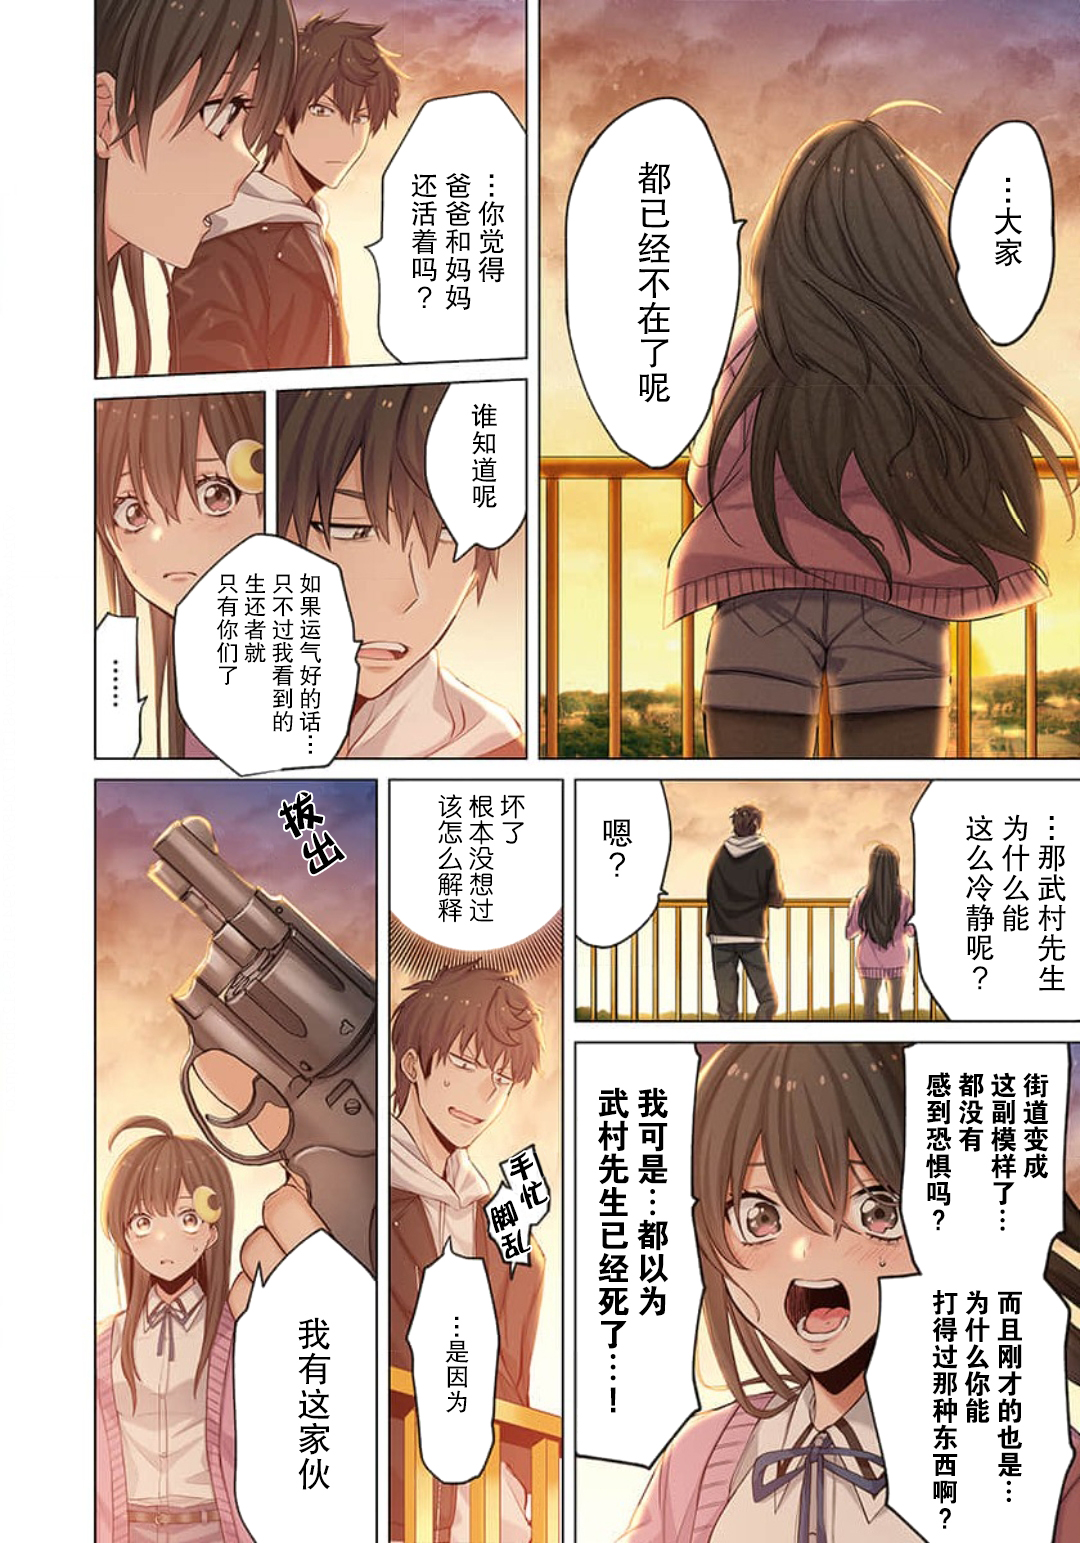 …大家
都已经不在了呢
…你觉得
爸爸和妈妈
还活着吗？
谁知道呢
如果运气好的话…
只不过我看到的
生还者就
只有你们了
……
…那武村先生
为什么能
这么冷静呢？
嗯？
街道变成
这副模样了…
都没有
感到恐惧吗？
而且刚才的也是…
为什么你能
打得过那种东西啊？
我可是…都以为
武村先生已经死了…！
坏了
根本没想过
该怎么解释
手忙
脚乱
…是因为
拔出
我有这家伙